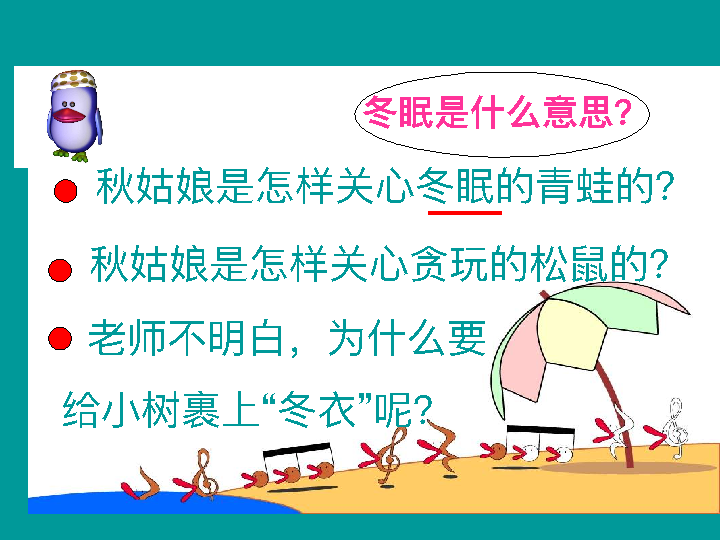 冬眠是什么意思?
秋姑娘是怎样关心冬眠的青蛙的?
秋姑娘是怎样关心贪玩的松鼠的?
老师不明白，为什么要
给小树裹上“冬衣”呢?